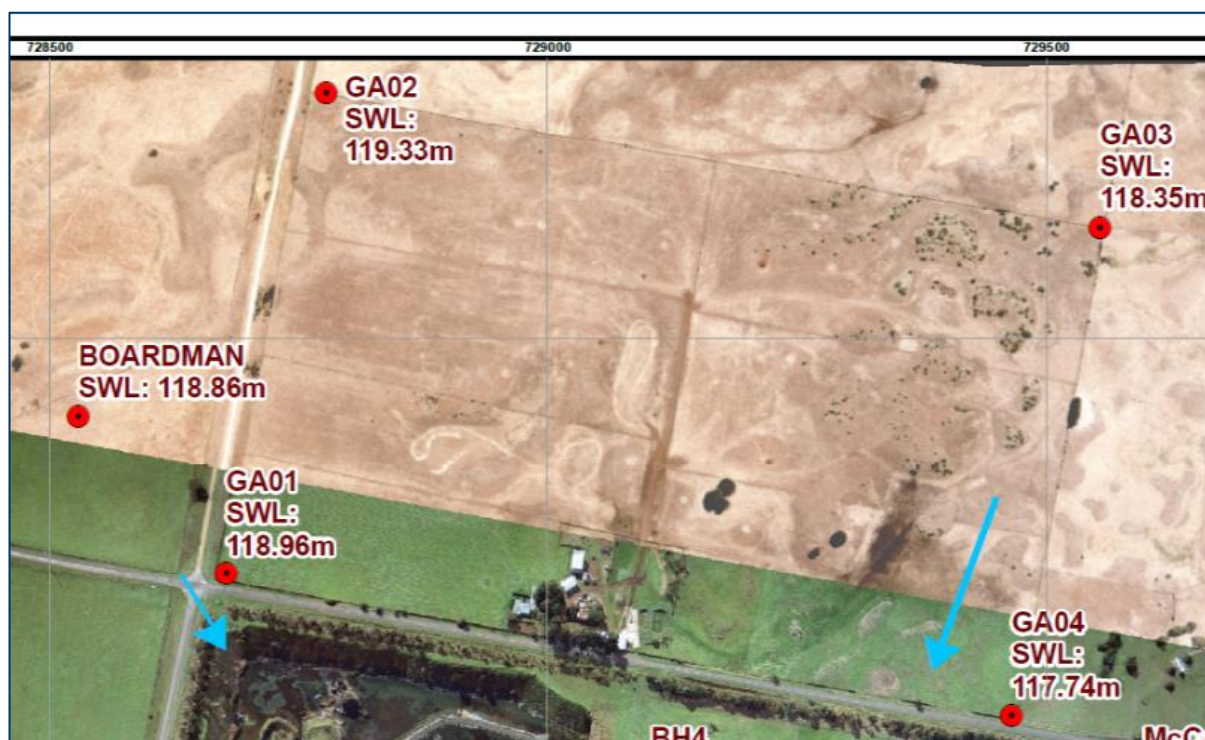 728500
729000
729500
GA02
SWL:
119.33m
GA03
SWL:
118.35m
BOARDMAN
SWL: 118.86m
GA01
SWL:
118.96m
GA04
SWL:
117.74m
BH4
McC